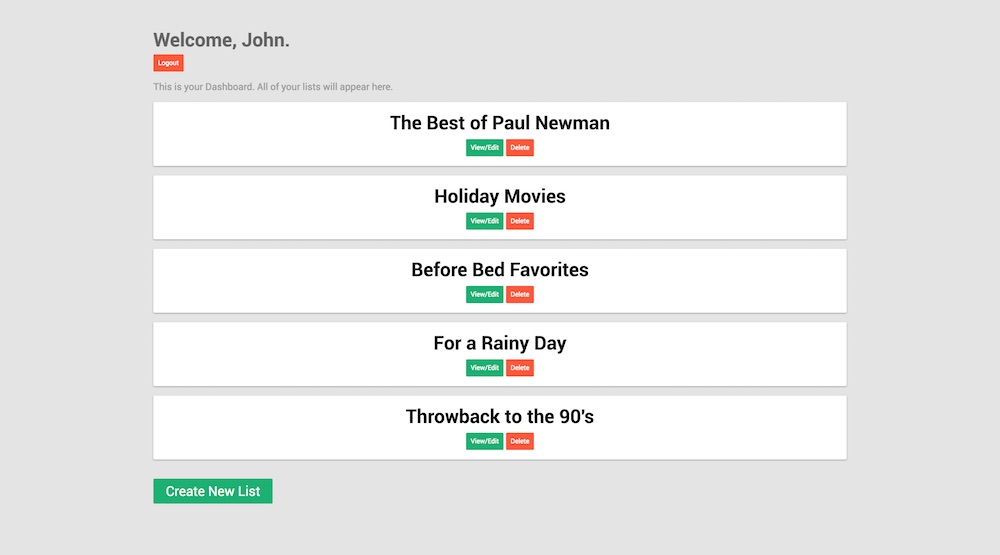 Welcome, John.
Logout
This is your Dashboard. All of your lists will appear here.
The Best of Paul Newman
View/Edit Delete
Holiday Movies
View/Edit Delete
Before Bed Favorites
View/Edit Delete
For a Rainy Day
View/Edit Delete
Throwback to the 90's
View/Edit Delete
Create New List